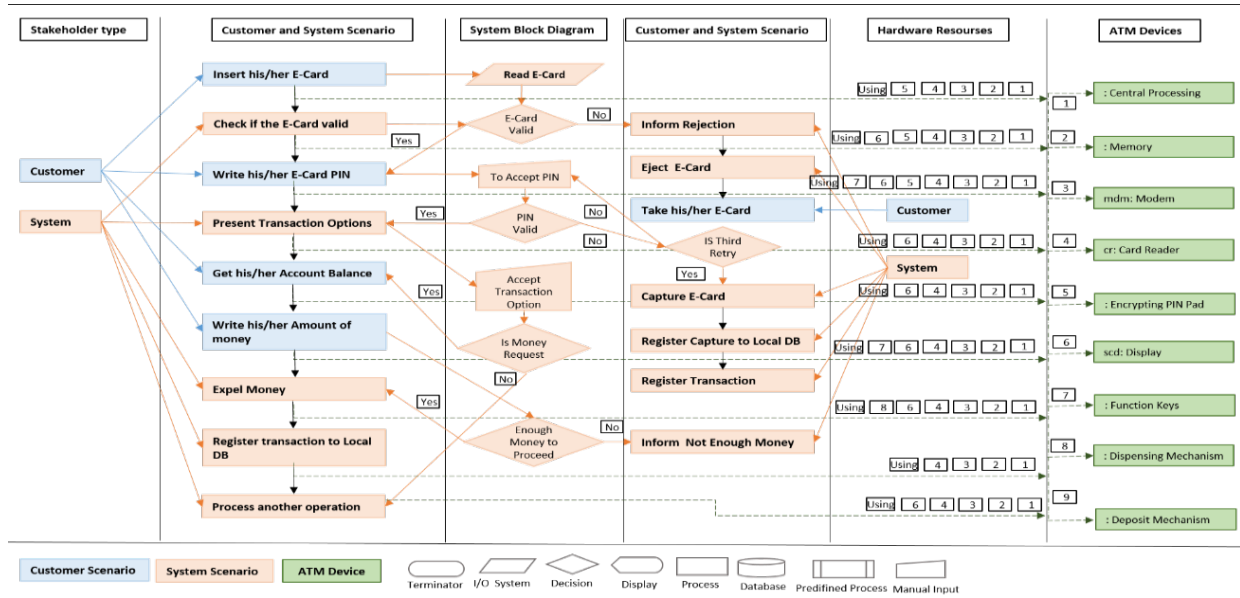 Stakeholder type
Customer and System Scenario
System Block Diagram
Customer and System Scenario
Hardware Resourses
ATM Devices
Customer
System
Insert his/her E-Card
Check if the E-Card valid
Yes
Write his/her E-Card PIN
Present Transaction Options
Get his/her Account Balance
Write his/her Amount of
money
Expel Money
Register transaction to Local
DB
Process another operation
Read E-Card
E-Card
Valid
No
To Accept PIN
Yes
PIN
Valid
No
No
Accept
Transaction
Option
Yes
Is Money
Request
No
Yes
Enough
Money to
Proceed
No
Inform Rejection
Eject E-Card
Take his/her E-Card
Customer
IS Third
Retry
Yes
System
Capture E-Card
Register Capture to Local DB
Register Transaction
Inform Not Enough Money
Using 5 4 3 2 1
Using 6 5 4 3 2 1
Using 7 6 5 4 3 2 1
Using 6 4 3 2 1
Using 6 4 3 2 1
Using 7 6 4 3 2 1
Using 8 6 4 3 2 1
Using 4 3 2 1
Using 6 4 3 2 1
1
: Central Processing
2
: Memory
3
mdm: Modem
4
cr: Card Reader
5
: Encrypting PIN Pad
6
scd: Display
7
: Function Keys
8
: Dispensing Mechanism
9
: Deposit Mechanism
Customer Scenario
System Scenario
ATM Device
Terminator
I/O System
Decision
Display
Process
Database
Predifined Process
Manual Input